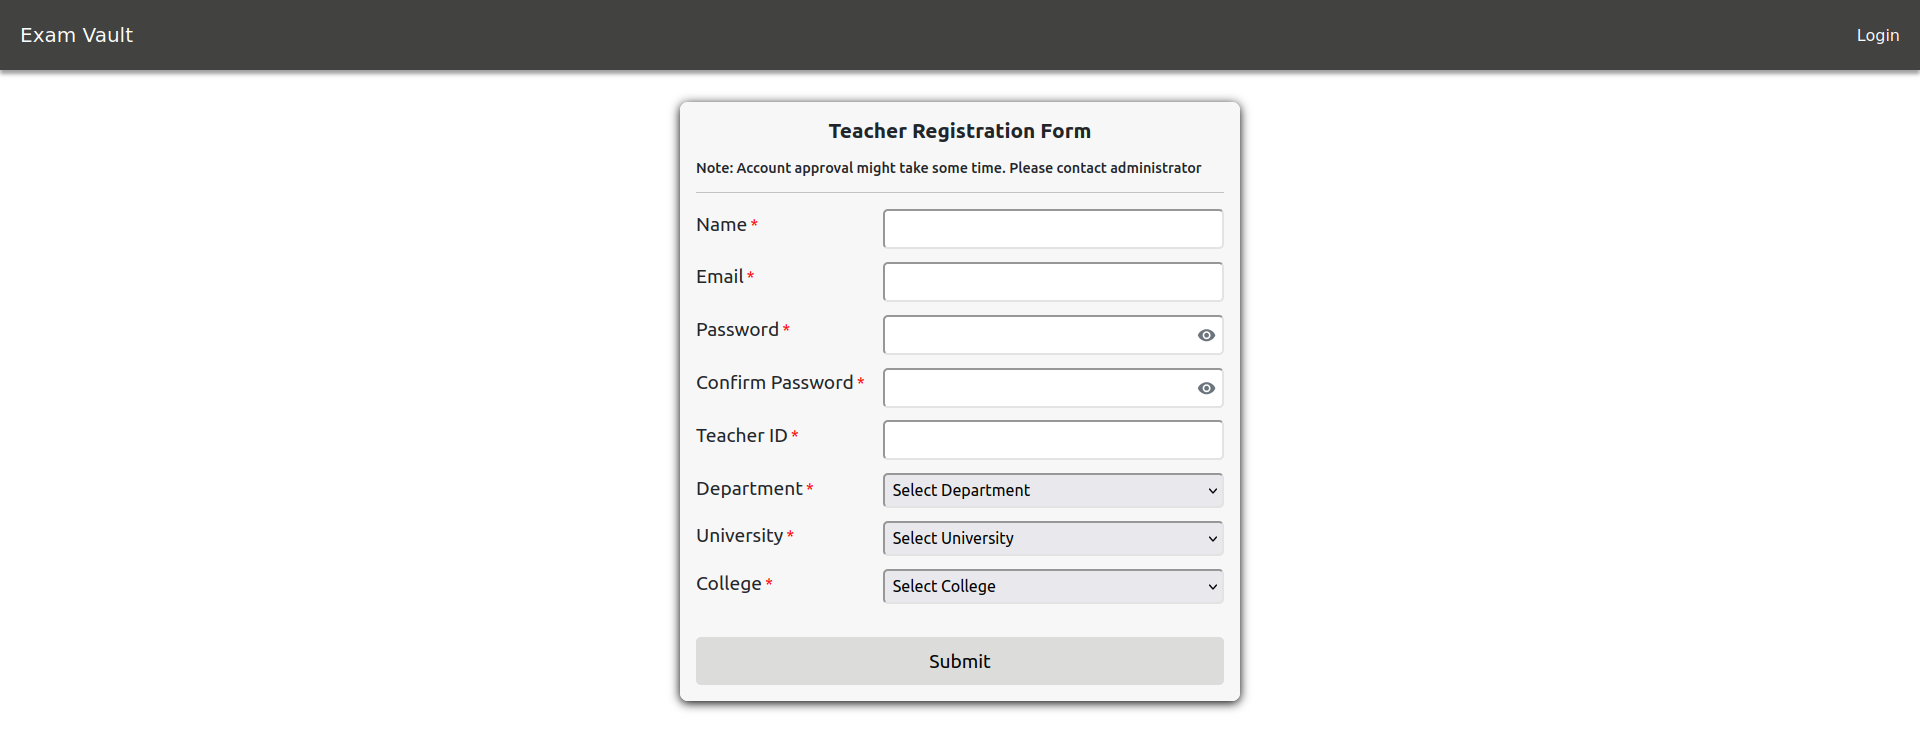 Exam Vault
Login
Teacher Registration Form
Note: Account approval might take some time. Please contact administrator
Name *
Email *
Password *
Confirm Password *
Teacher ID *
Department *
Select Department
University *
Select University
College *
Select College
Submit